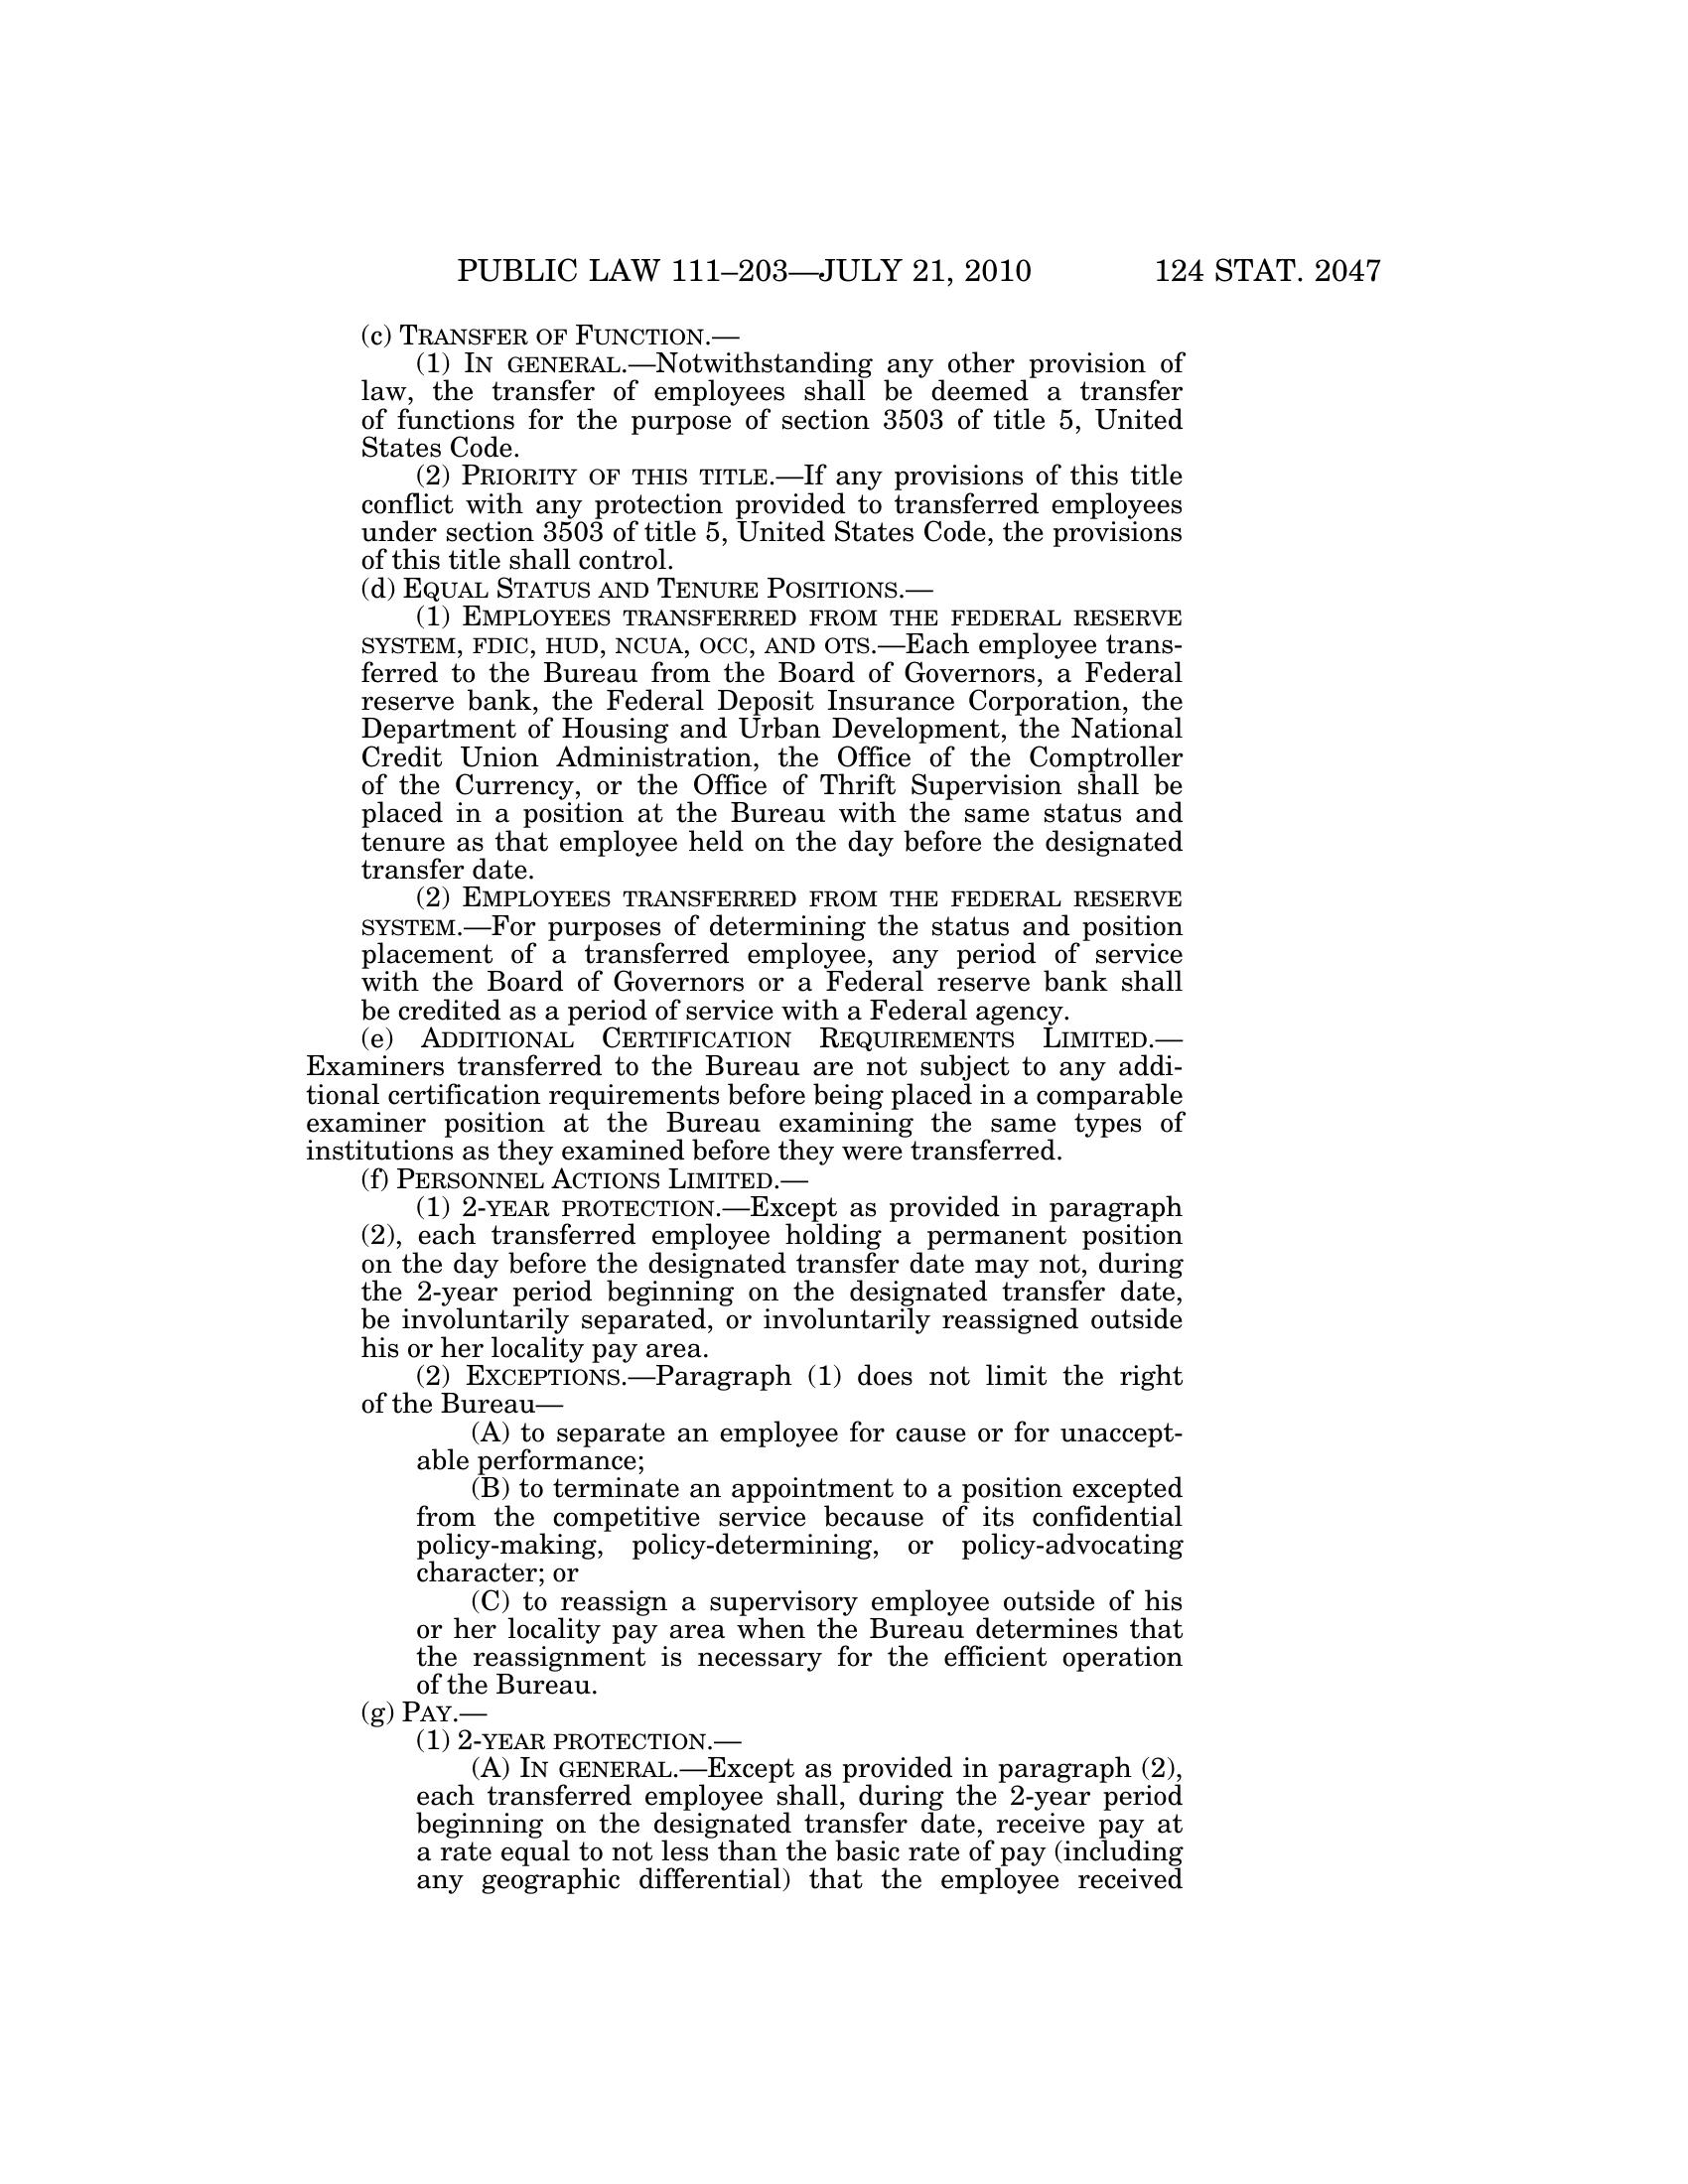 PUBLIC LAW 111–203—JULY 21, 2010 124 STAT. 2047
(c) TRANSFER OF FUNCTION.—
(1) IN GENERAL.—Notwithstanding any other provision of
law, the transfer of employees shall be deemed a transfer
of functions for the purpose of section 3503 of title 5, United
States Code.
(2) PRIORITY OF THIS TITLE.—If any provisions of this title
conflict with any protection provided to transferred employees
under section 3503 of title 5, United States Code, the provisions
of this title shall control.
(d) EQUAL STATUS AND TENURE POSITIONS.—
(1) EMPLOYEES TRANSFERRED FROM THE FEDERAL RESERVE
SYSTEM, FDIC, HUD, NCUA, OCC, AND OTS.—Each employee trans-
ferred to the Bureau from the Board of Governors, a Federal
reserve bank, the Federal Deposit Insurance Corporation, the
Department of Housing and Urban Development, the National
Credit Union Administration, the Office of the Comptroller
of the Currency, or the Office of Thrift Supervision shall be
placed in a position at the Bureau with the same status and
tenure as that employee held on the day before the designated
transfer date.
(2) EMPLOYEES TRANSFERRED FROM THE FEDERAL RESERVE
SYSTEM.—For purposes of determining the status and position
placement of a transferred employee, any period of service
with the Board of Governors or a Federal reserve bank shall
be credited as a period of service with a Federal agency.
(e) ADDITIONAL CERTIFICATION REQUIREMENTS LIMITED.—
Examiners transferred to the Bureau are not subject to any addi-
tional certification requirements before being placed in a comparable
examiner position at the Bureau examining the same types of
institutions as they examined before they were transferred.
(f) PERSONNEL ACTIONS LIMITED.—
(1) 2-YEAR PROTECTION.—Except as provided in paragraph
(2), each transferred employee holding a permanent position
on the day before the designated transfer date may not, during
the 2-year period beginning on the designated transfer date,
be involuntarily separated, or involuntarily reassigned outside
his or her locality pay area.
(2) EXCEPTIONS.—Paragraph (1) does not limit the right
of the Bureau—
(A) to separate an employee for cause or for unaccept-
able performance;
(B) to terminate an appointment to a position excepted
from the competitive service because of its confidential
policy-making, policy-determining, or policy-advocating
character; or
(C) to reassign a supervisory employee outside of his
or her locality pay area when the Bureau determines that
the reassignment is necessary for the efficient operation
of the Bureau.
(g) PAY.—
(1) 2-YEAR PROTECTION.—
(A) IN GENERAL.—Except as provided in paragraph (2),
each transferred employee shall, during the 2-year period
beginning on the designated transfer date, receive pay at
a rate equal to not less than the basic rate of pay (including
any geographic differential) that the employee received